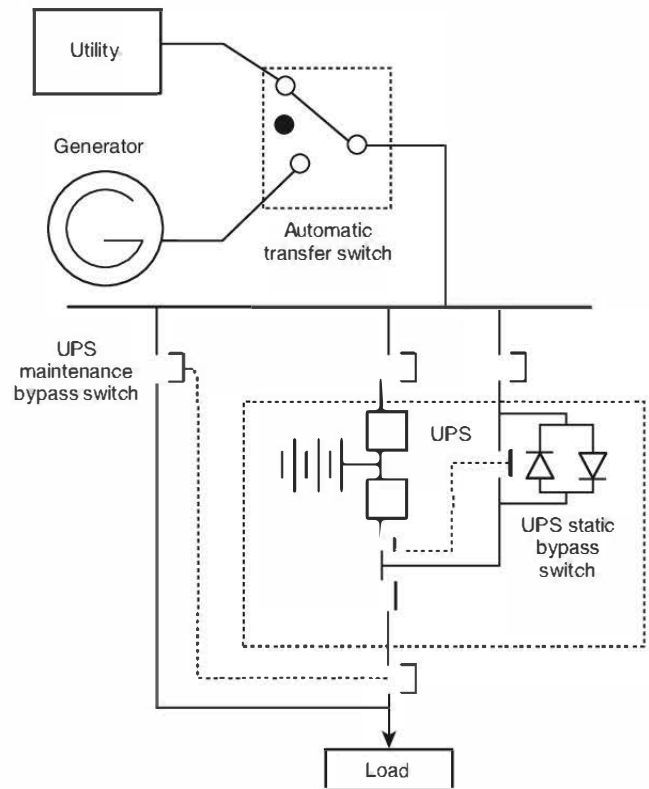 Utility
Generator
Automatic
transfer switch
UPS
maintenance
bypass switch
UPS
UPS static
bypass
switch
Load